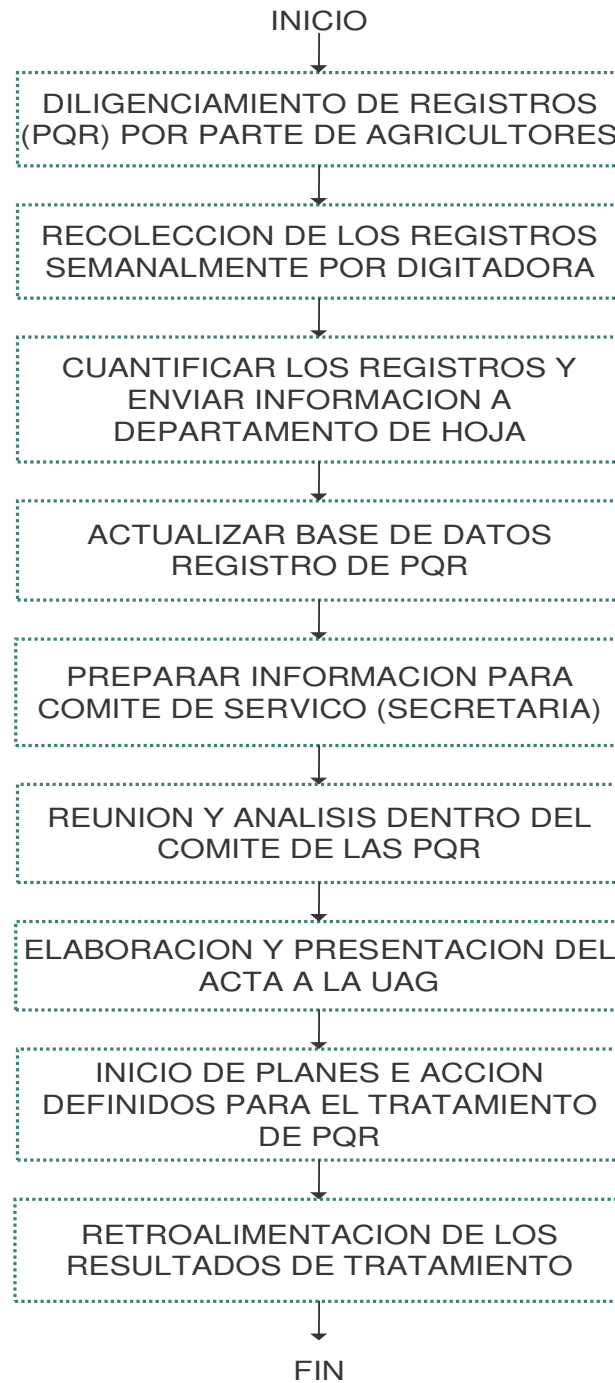 INICIO
DILIGENCIAMIENTO DE REGISTROS
(PQR) POR PARTE DE AGRICULTORES
RECOLECCION DE LOS REGISTROS
SEMANALMENTE POR DIGITADORA
CUANTIFICAR LOS REGISTROS Y
ENVIAR INFORMACION A
DEPARTAMENTO DE HOJA
ACTUALIZAR BASE DE DATOS
REGISTRO DE PQR
PREPARAR INFORMACION PARA
COMITE DE SERVICO (SECRETARIA)
REUNION Y ANALISIS DENTRO DEL
COMITE DE LAS PQR
ELABORACION Y PRESENTACION DEL
ACTA A LA UAG
INICIO DE PLANES E ACCION
DEFINIDOS PARA EL TRATAMIENTO
DE PQR
RETROALIMENTACION DE LOS
RESULTADOS DE TRATAMIENTO
FIN